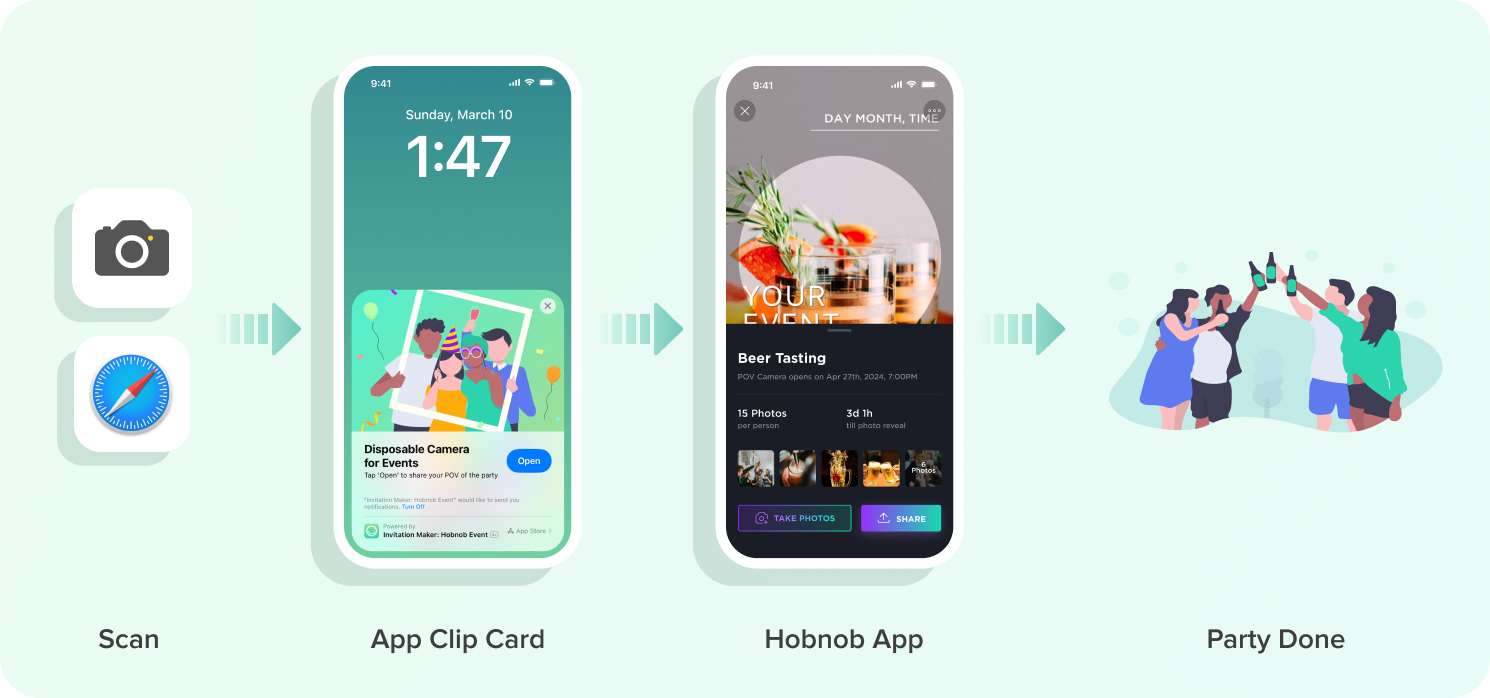 9:41
Sunday, March 10
1:47
Disposable Camera
for Events
Open
Tap 'Open' to share your POV of the party
"Invitation Maker: Hobnob Event" would like to send you
notifications. Turn Off
Powered by
Invitation Maker: Hobnob Event
App Store
9:41
DAY MONTH, TIME
YOUR
EVENT
Beer Tasting
POV Camera opens on Apr 27th, 2024, 7:00PM
15 Photos
per person
3d 1h
till photo reveal
6
Photos
TAKE PHOTOS
SHARE
Scan
App Clip Card
Hobnob App
Party Done